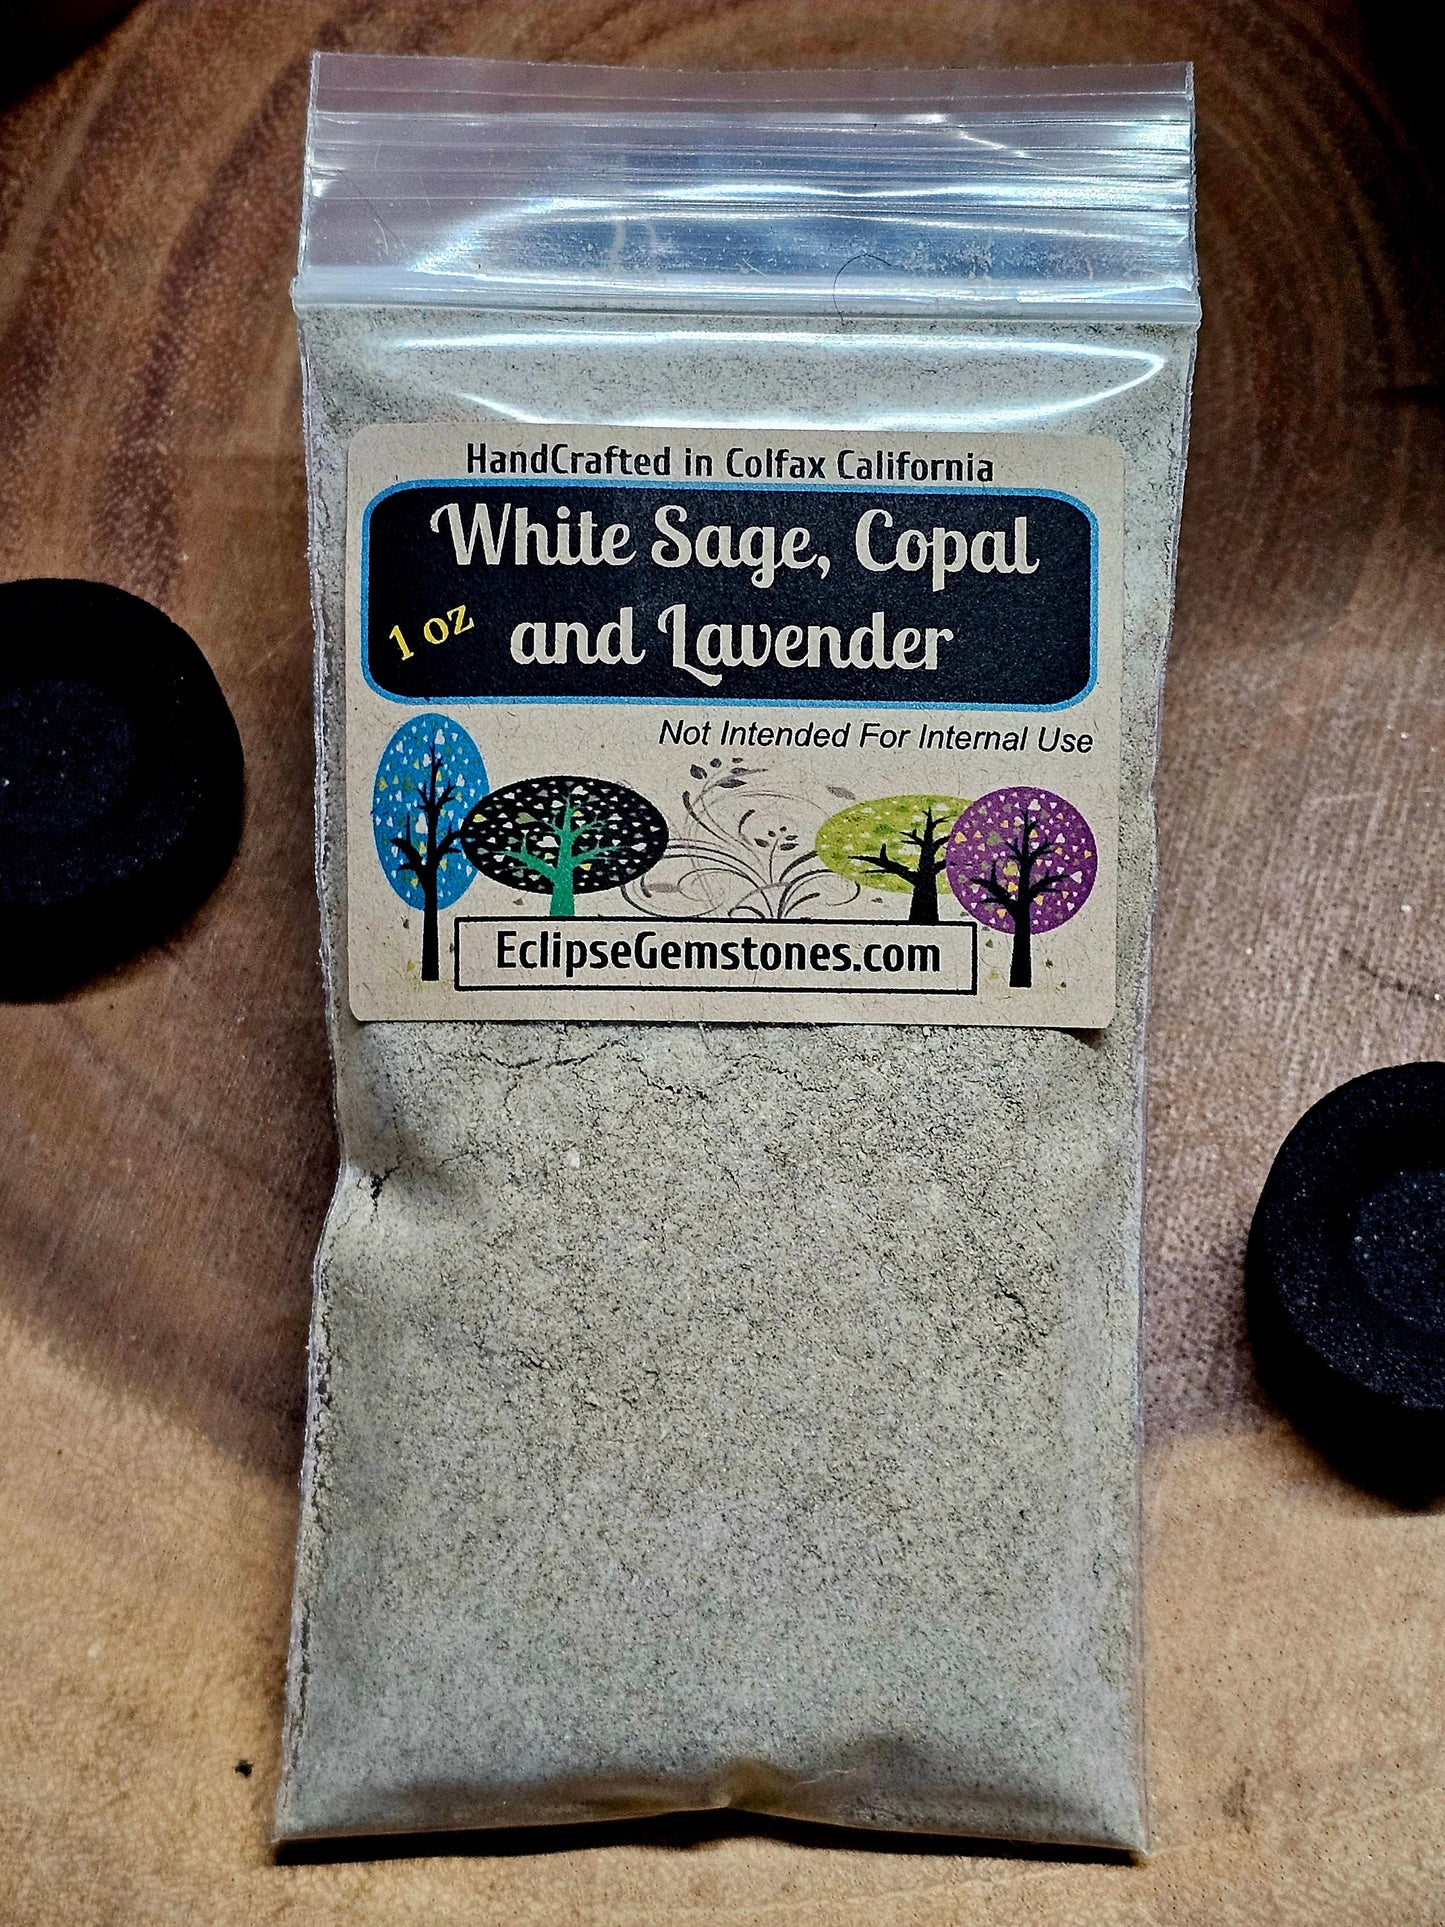 HandCrafted in Colfax California
White Sage, Copal
1 oz
and Lavender
Not Intended For Internal Use
EclipseGemstones.com